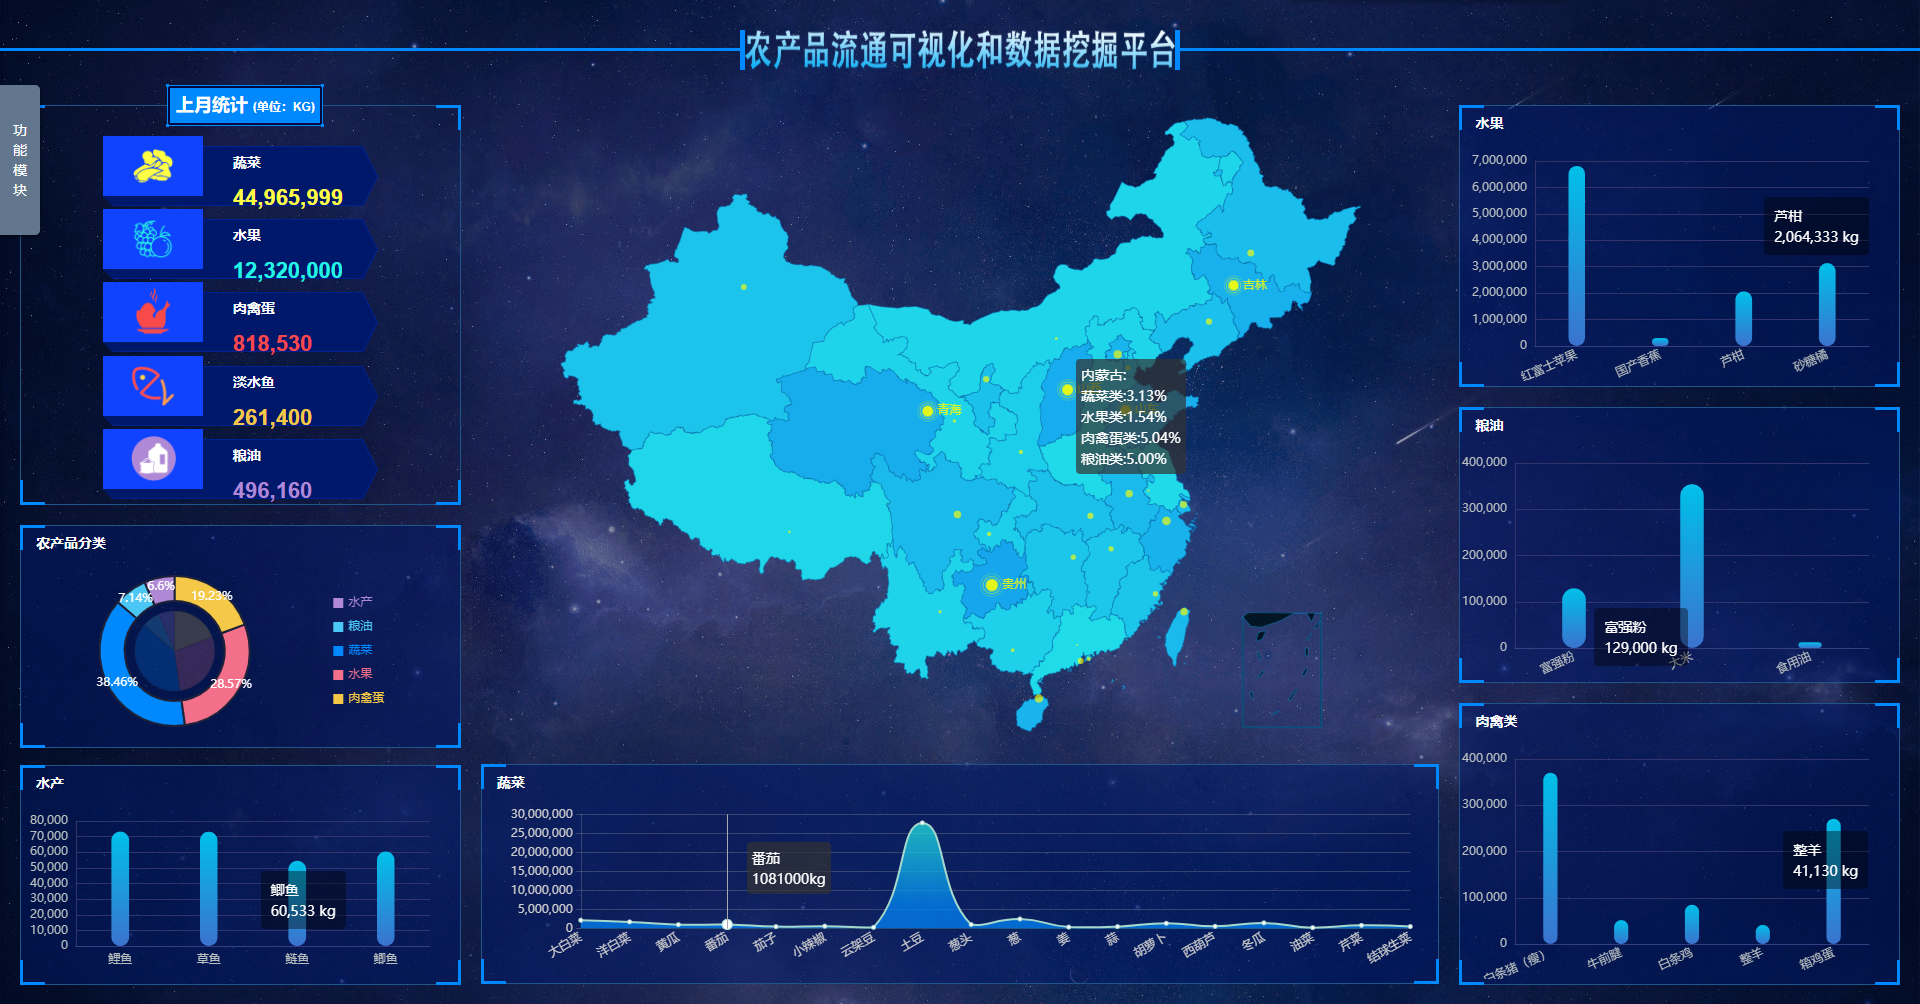 农产品流通可视化和数据挖掘平台
功
能
模
块
上月统计 (单位：KG)
蔬菜
44,965,999
水果
12,320,000
肉禽蛋
818,530
淡水鱼
261,400
粮油
496,160
农产品分类
6.6%
19.23%
7.14%
38.46%
28.57%
水产
粮油
蔬菜
水果
肉禽蛋
水产
80,000
70,000
60,000
50,000
40,000
30,000
20,000
10,000
0
鲫鱼
60,533 kg
鲤鱼
草鱼
鲢鱼
鲫鱼
吉林
青海
贵州
内蒙古:
蔬菜类:3.13%
水果类:1.54%
肉禽蛋类:5.04%
粮油类:5.00%
蔬菜
30,000,000
25,000,000
20,000,000
15,000,000
10,000,000
5,000,000
0
番茄
1081000kg
大白菜
洋白菜
黄瓜
番茄
茄子
小辣椒
云架豆
土豆
葱头
葱
姜
蒜
胡萝卜
西葫芦
冬瓜
油菜
芹菜
结球生菜
水果
7,000,000
6,000,000
5,000,000
4,000,000
3,000,000
2,000,000
1,000,000
0
芦柑
2,064,333 kg
红富士苹果
国产香蕉
芦柑
砂糖橘
粮油
400,000
300,000
200,000
100,000
0
富强粉
129,000 kg
富强粉
大米
食用油
肉禽类
400,000
300,000
200,000
100,000
0
整羊
41,130 kg
白条猪（瘦）
牛前腱
白条鸡
整羊
箱鸡蛋